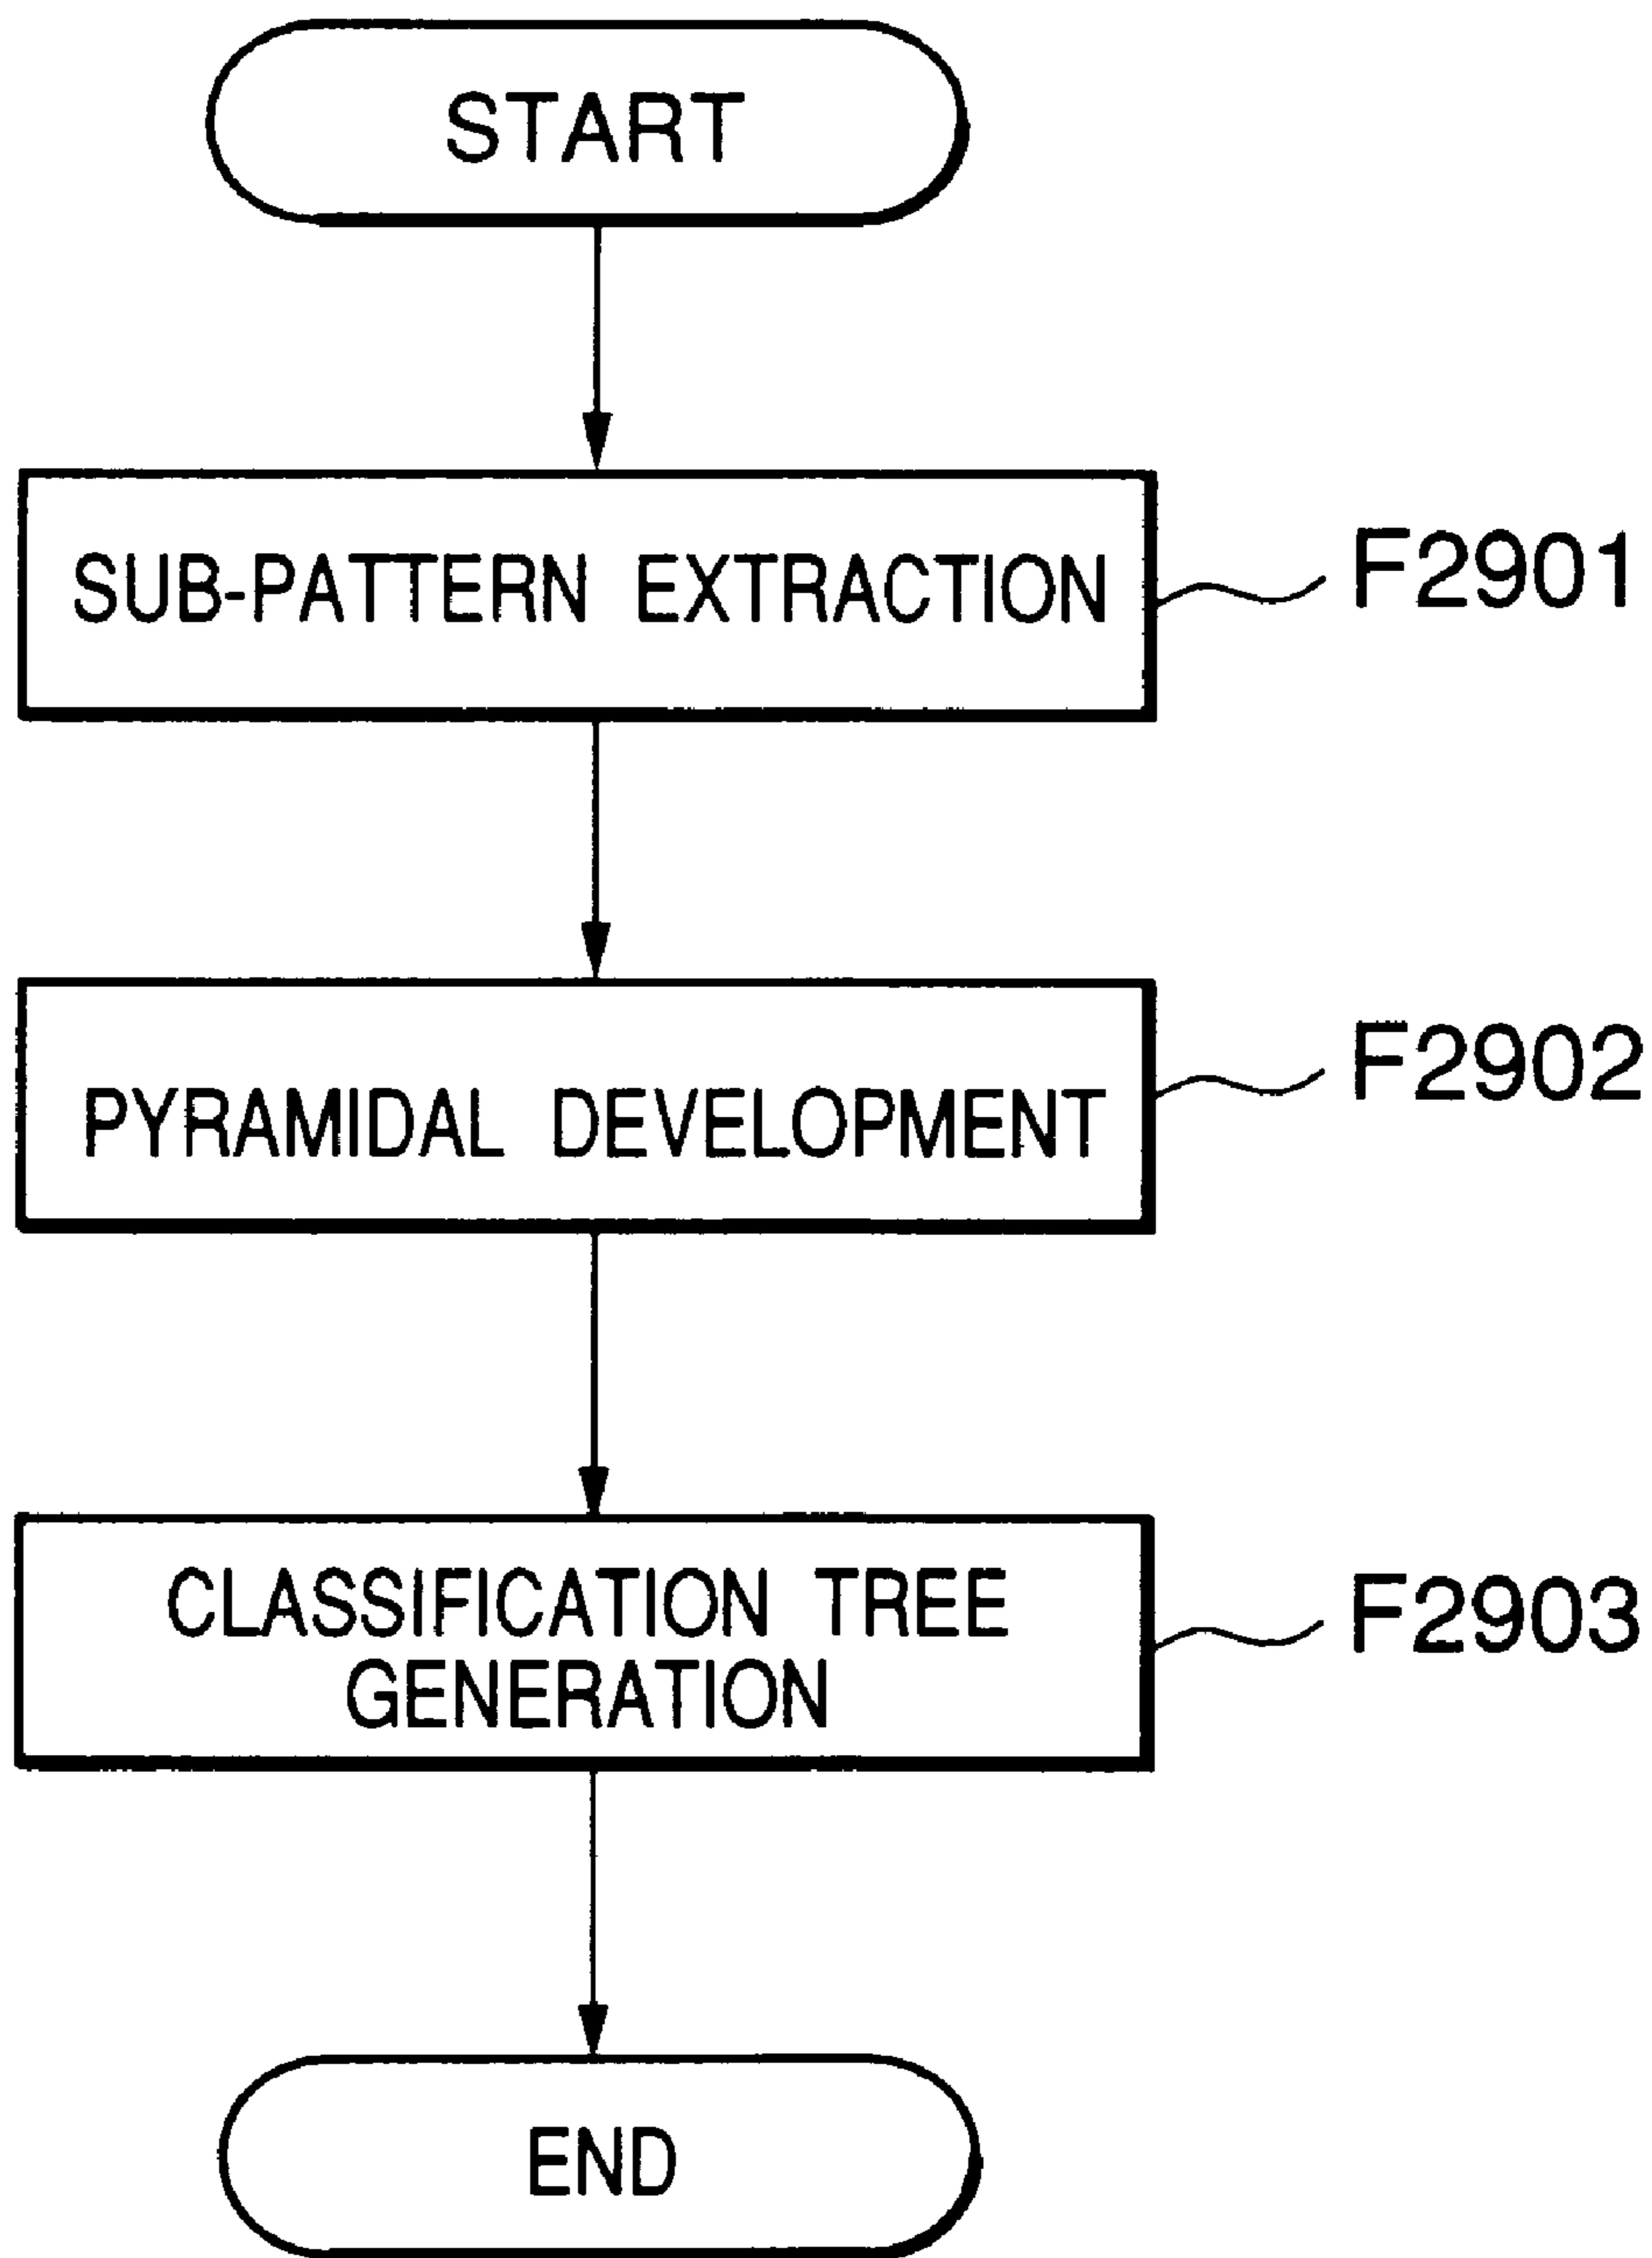 START
SUB-PATTERN EXTRACTION
F2901
PYRAMIDAL DEVELOPMENT
F2902
CLASSIFICATION TREE
GENERATION
F2903
END